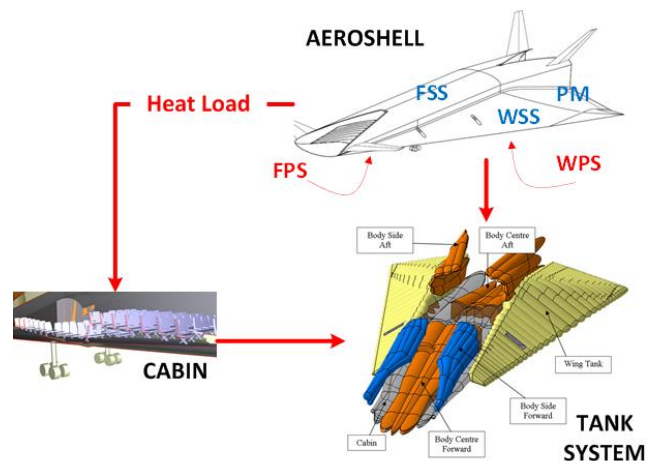 AEROSHELL
Heat Load
FSS
PM
WSS
FPS
WPS
Body Side
Aft
Body Centre
Aft
CABIN
Wing Tank
Body Side
Forward
Cabin
Body Centre
Forward
TANK
SYSTEM